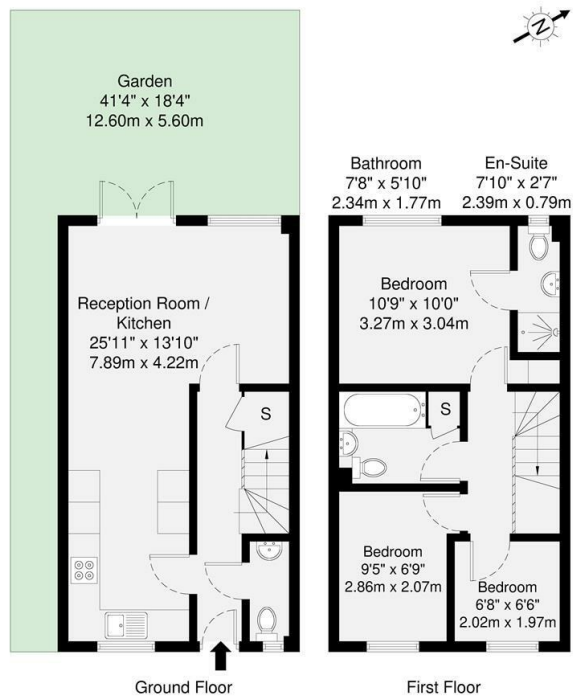 N
Garden
41'4" x 18'4"
12.60m x 5.60m
Bathroom
7'8" x 5'10"
2.34m x 1.77m
En-Suite
7'10" x 2'7"
2.39m x 0.79m
Reception Room /
Kitchen
25'11" x 13'10"
7.89m x 4.22m
S
Bedroom
10'9" x 10'0"
3.27m x 3.04m
S
Bedroom
9'5" x 6'9"
2.86m x 2.07m
Bedroom
6'8" x 6'6"
2.02m x 1.97m
Ground Floor
First Floor